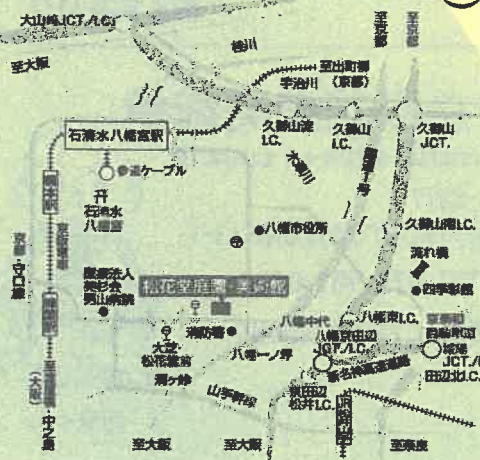 大山崎J.CT./I.C.
至大阪
桂川
至出町柳
(京都)
宇治川
至京都
至京都
石清水八幡宮駅
参道ケーブル
石清水
八幡宮
久御山淀
I.C.
久御山
I.C.
久御山
J.CT.
木津川
久御山南I.C.
流れ橋
四季彩館
八幡市役所
京都・守口線
医療法人
美杉会
男山病院
松花堂庭園・美術館
大芝・
松花堂前
消防署
八幡中代
八幡一ノ坪
八幡東I.C.
八幡京田辺
JCT./I.C.
新名神高速道路
城陽
JCT./I.C.
田辺北I.C.
京田辺
松井I.C.
洞ヶ峠
山手幹線
(大阪)
中之島
至大阪
至大阪
至奈良